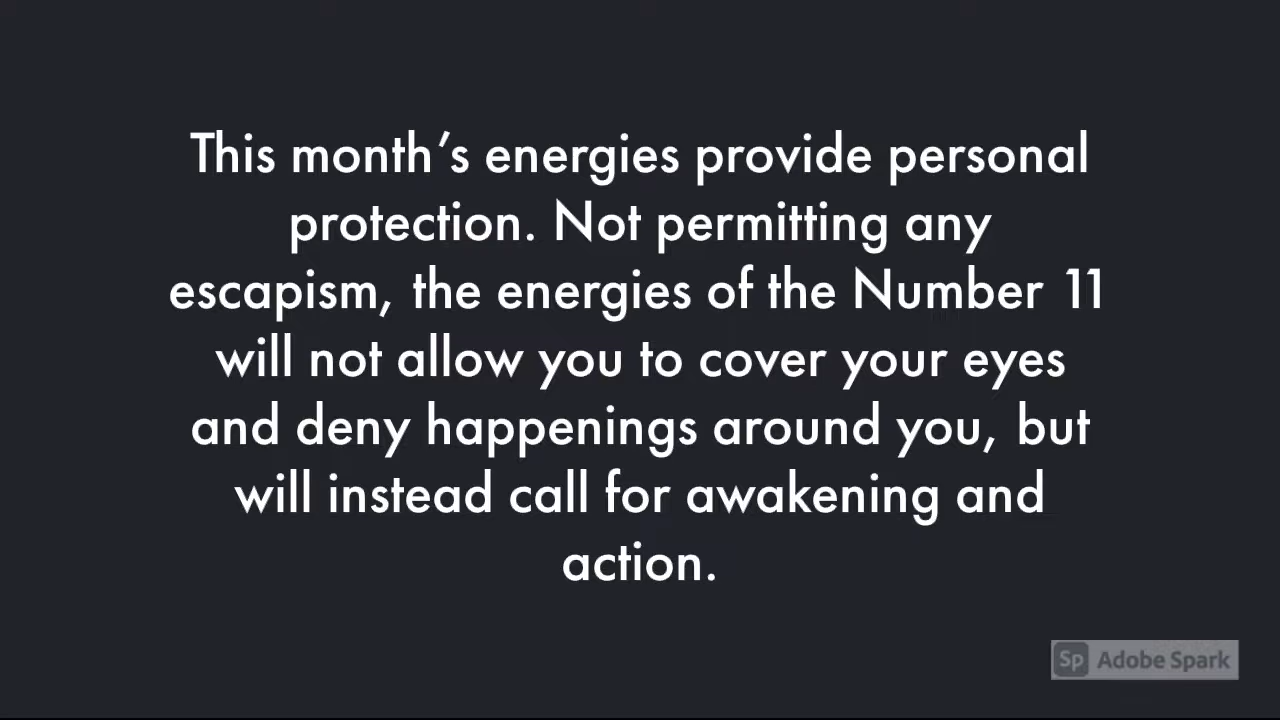 This month's energies provide personal
protection. Not permitting any
escapism, the energies of the Number 11
will not allow you to cover your eyes
and deny happenings around you, but
will instead call for awakening and
action.
Sp Adobe Spark